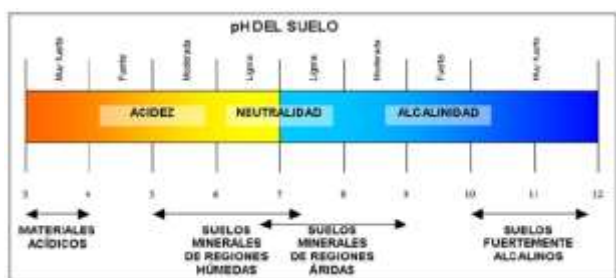 pH DEL SUELO
Muy fuerte
Fuerte
Moderada
Ligera
Ligera
Moderada
Fuerte
Muy fuerte
ACIDEZ
NEUTRALIDAD
ALCALINIDAD
3 4 5 6 7 8 9 10 11 12
MATERIALES
ACÍDICOS
SUELOS
MINERALES
DE REGIONES
HÚMEDAS
SUELOS
MINERALES
DE REGIONES
ÁRIDAS
SUELOS
FUERTEMENTE
ALCALINOS